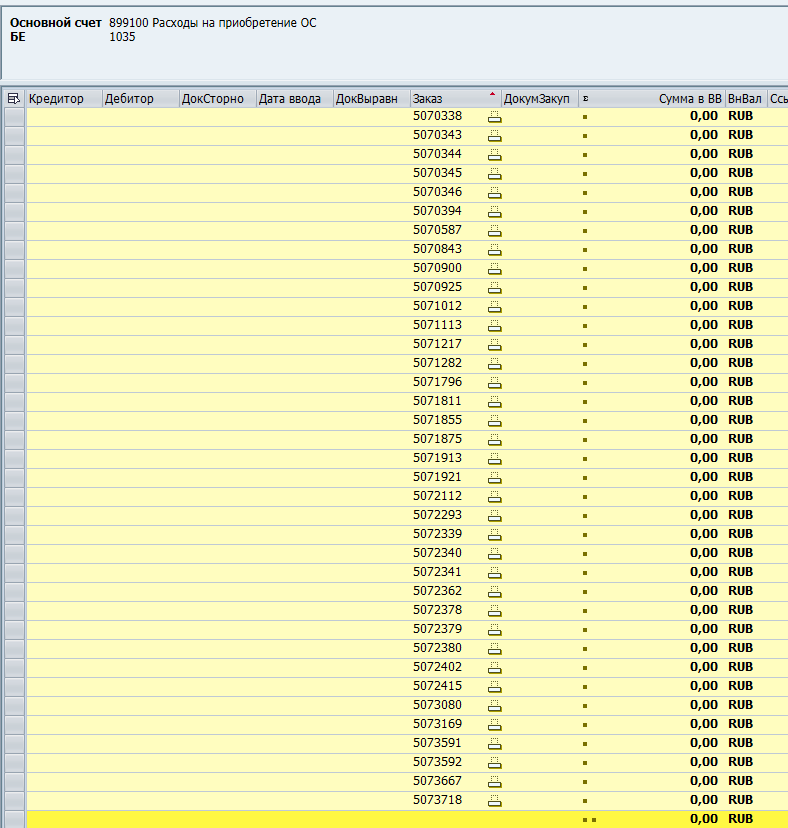 Основной счет 899100 Расходы на приобретение ОС
БЕ 1035
Кредитор Дебитор ДокСторно Дата ввода ДокВыравн Заказ ДокумЗакуп Σ Сумма в ВВ ВнВал Ссы
5070338 0,00 RUB
5070343 0,00 RUB
5070344 0,00 RUB
5070345 0,00 RUB
5070346 0,00 RUB
5070394 0,00 RUB
5070587 0,00 RUB
5070843 0,00 RUB
5070900 0,00 RUB
5070925 0,00 RUB
5071012 0,00 RUB
5071113 0,00 RUB
5071217 0,00 RUB
5071282 0,00 RUB
5071796 0,00 RUB
5071811 0,00 RUB
5071855 0,00 RUB
5071875 0,00 RUB
5071913 0,00 RUB
5071921 0,00 RUB
5072112 0,00 RUB
5072293 0,00 RUB
5072339 0,00 RUB
5072340 0,00 RUB
5072341 0,00 RUB
5072362 0,00 RUB
5072378 0,00 RUB
5072379 0,00 RUB
5072380 0,00 RUB
5072402 0,00 RUB
5072415 0,00 RUB
5073080 0,00 RUB
5073169 0,00 RUB
5073591 0,00 RUB
5073592 0,00 RUB
5073667 0,00 RUB
5073718 0,00 RUB
0,00 RUB